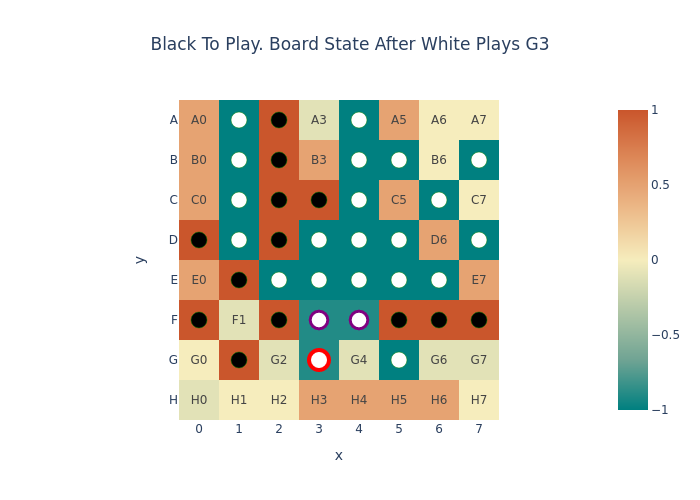 Black To Play. Board State After White Plays G3
A A0 A3 A5 A6 A7
B B0 B3 B6
C C0 C5 C7
D D6
E E0 E7
F F1
G G0 G2 G4 G6 G7
H H0 H1 H2 H3 H4 H5 H6 H7
0 1 2 3 4 5 6 7
x
y
1
0.5
0
−0.5
−1